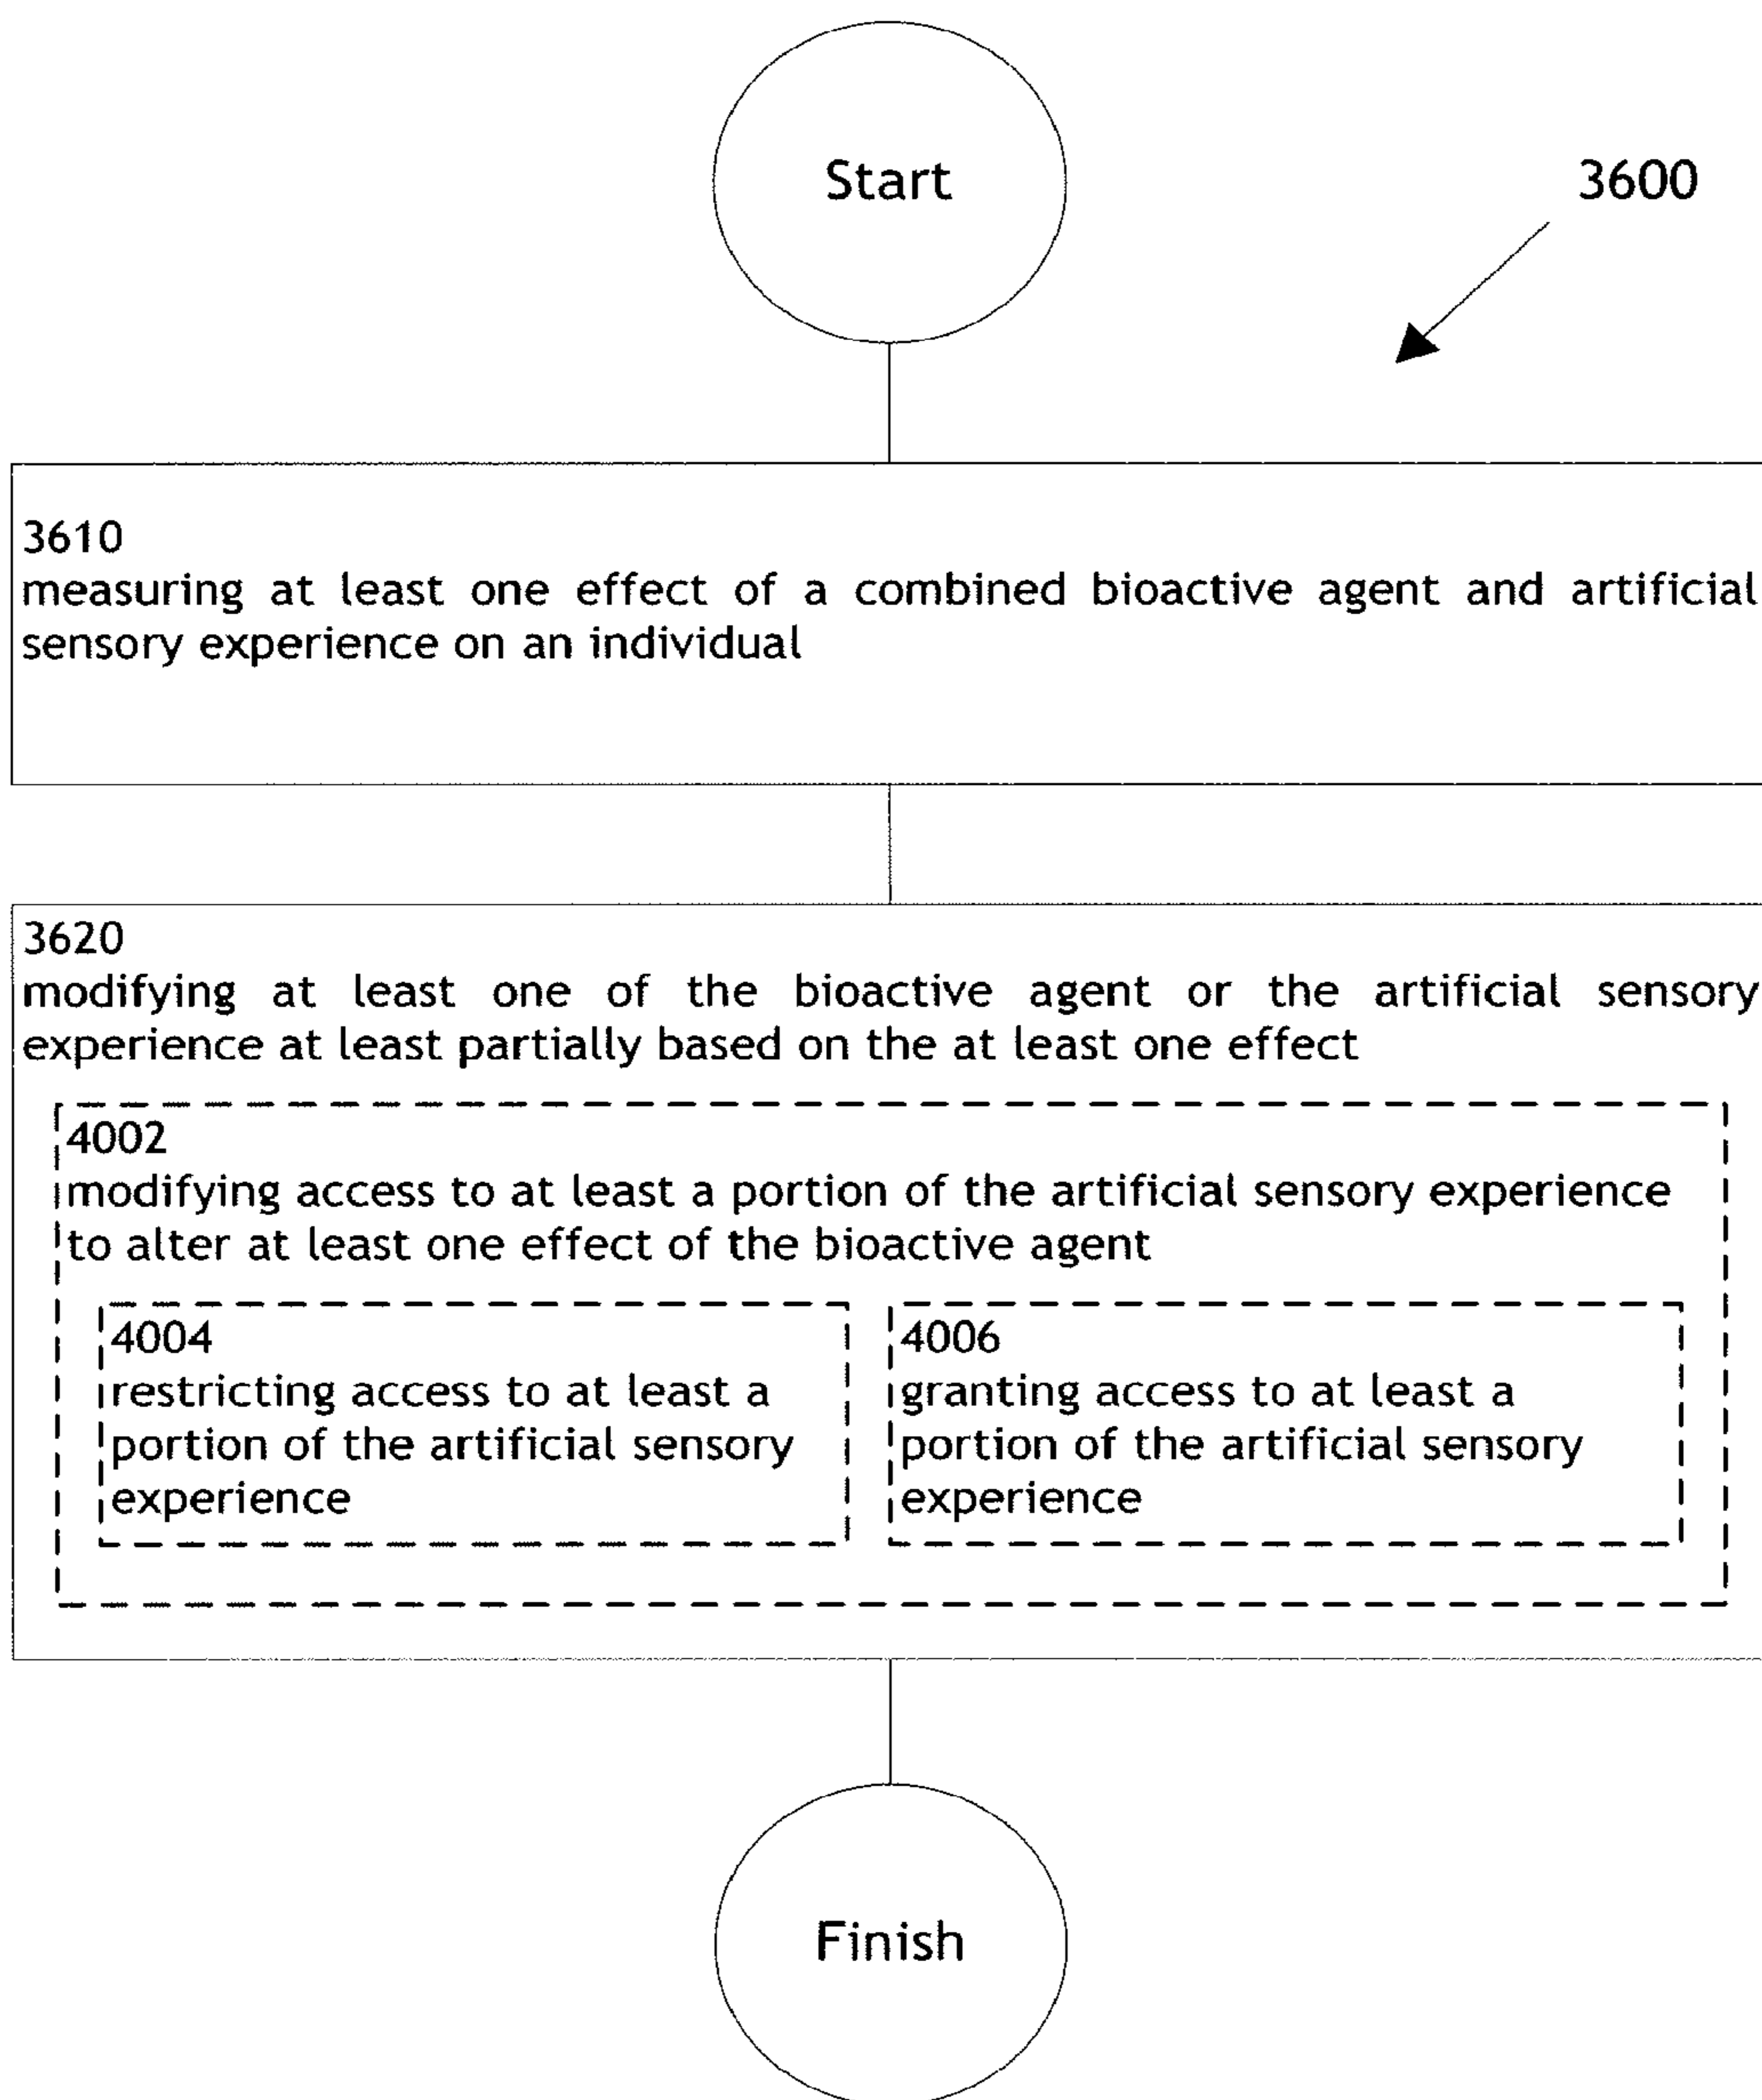 Start
3600
3610
measuring at least one effect of a combined bioactive agent and artificial
sensory experience on an individual
3620
modifying at least one of the bioactive agent or the artificial sensory
experience at least partially based on the at least one effect
4002
modifying access to at least a portion of the artificial sensory experience
to alter at least one effect of the bioactive agent
4004
restricting access to at least a
portion of the artificial sensory
experience
4006
granting access to at least a
portion of the artificial sensory
experience
Finish